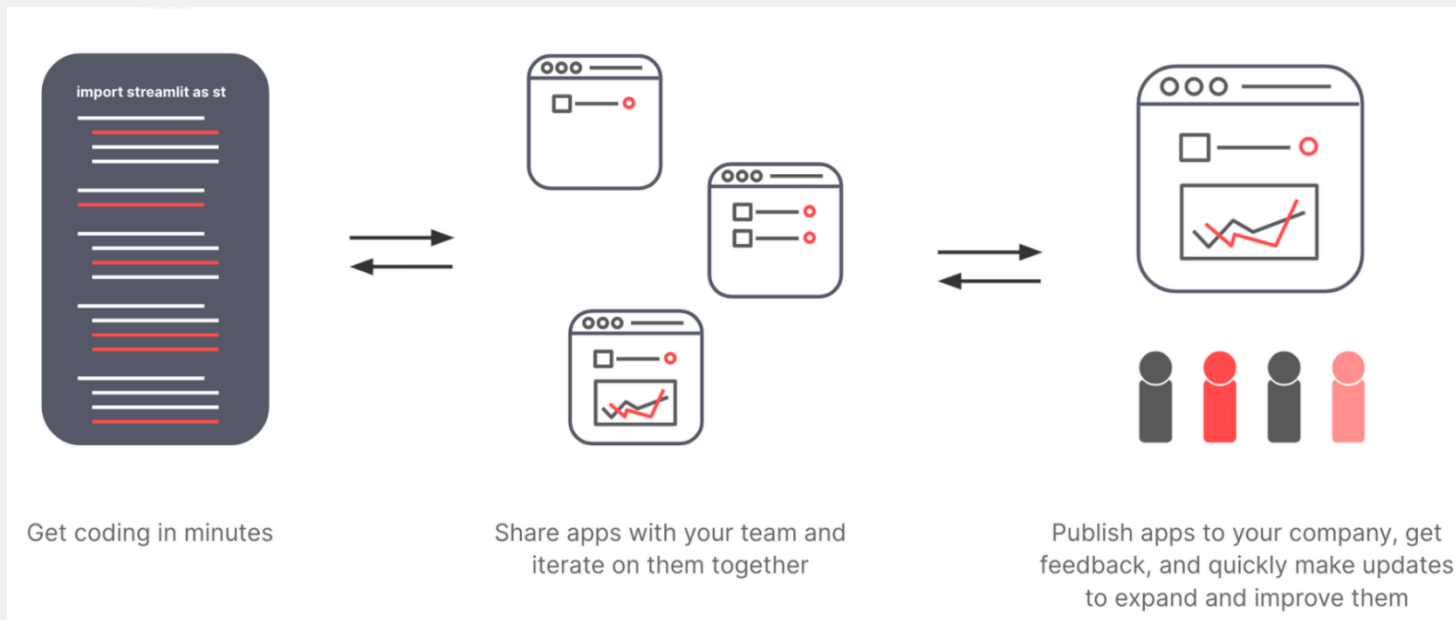 import streamlit as st
Get coding in minutes
Share apps with your team and
iterate on them together
Publish apps to your company, get
feedback, and quickly make updates
to expand and improve them